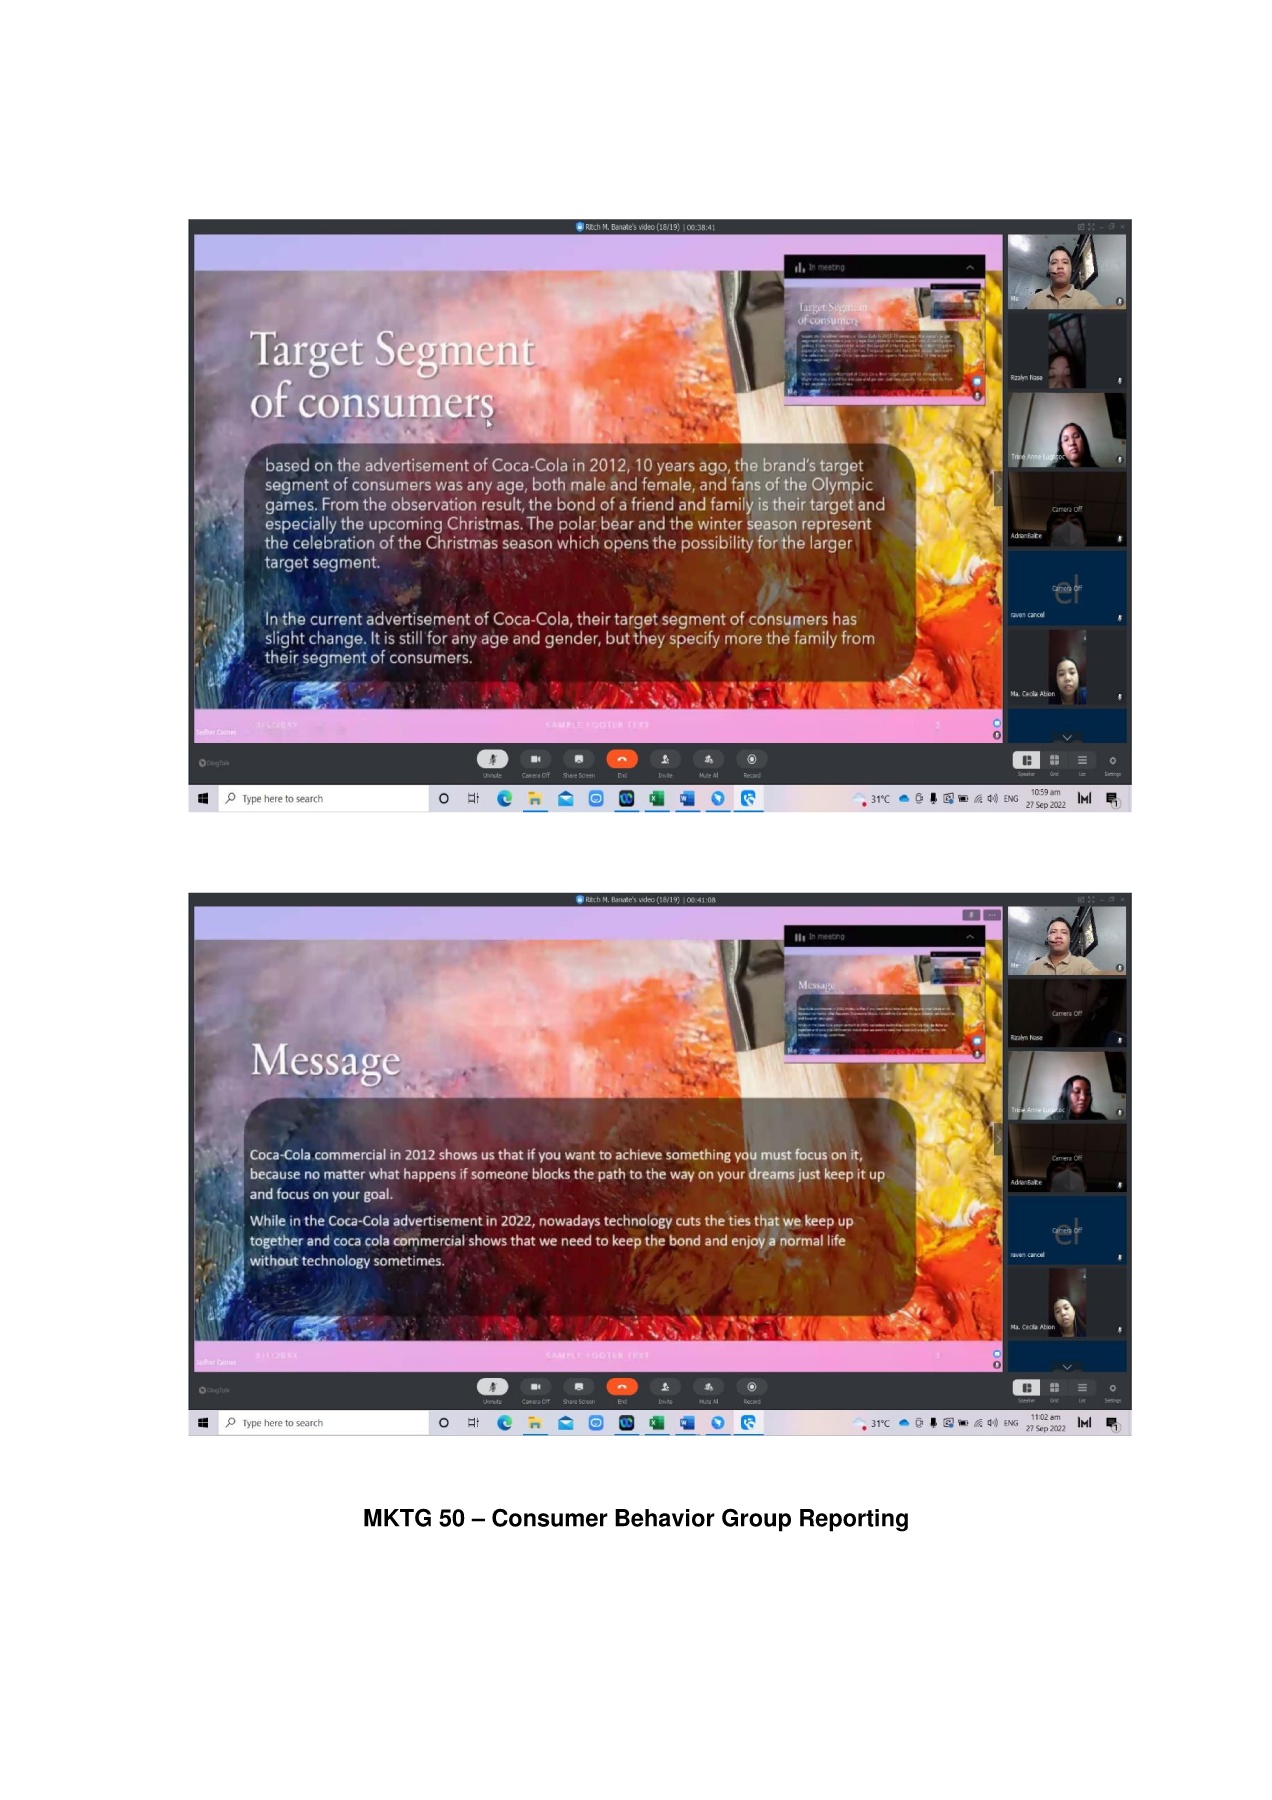 Ritch M. Banate's video (18/19) | 00:38:41
In meeting
Target Segment
of consumers
Target Segment
of consumers
based on the advertisement of Coca-Cola in 2012, 10 years ago, the brand's target
segment of consumers was any age, both male and female, and fans of the Olympic
games. From the observation result, the bond of a friend and family is their target and
especially the upcoming Christmas. The polar bear and the winter season represent
the celebration of the Christmas season which opens the possibility for the larger
target segment.
In the current advertisement of Coca-Cola, their target segment of consumers has
slight change. It is still for any age and gender, but they specify more the family from
their segment of consumers.
SAMPLE FOOTER TEXT
3
Me
Rizalyn Nase
Trixie Anne
Camera Off
AdrianBalite
Camera Off
raven cancel
Ma. Cecilia Abion
DingTalk
Unmute
Camera Off
Share Screen
End
Invite
Mute All
Record
Speaker
Grid
List
Settings
Type here to search
31°C
ENG
10:59 am
27 Sep 2022
Ritch M. Banate's video (18/19) | 00:41:08
In meeting
Message
Me
Message
Coca-Cola commercial in 2012 shows us that if you want to achieve something you must focus on it,
because no matter what happens if someone blocks the path to the way on your dreams just keep it up
and focus on your goal.
While in the Coca-Cola advertisement in 2022, nowadays technology cuts the ties that we keep up
together and coca cola commercial shows that we need to keep the bond and enjoy a normal life
without technology sometimes.
SAMPLE FOOTER TEXT
Me
Camera Off
Rizalyn Nase
Trixie Anne
Camera Off
AdrianBalite
Camera Off
raven cancel
Ma. Cecilia Abion
DingTalk
Unmute
Camera Off
Share Screen
End
Invite
Mute All
Record
Speaker
Grid
List
Settings
Type here to search
31°C
ENG
11:02 am
27 Sep 2022
MKTG 50 – Consumer Behavior Group Reporting